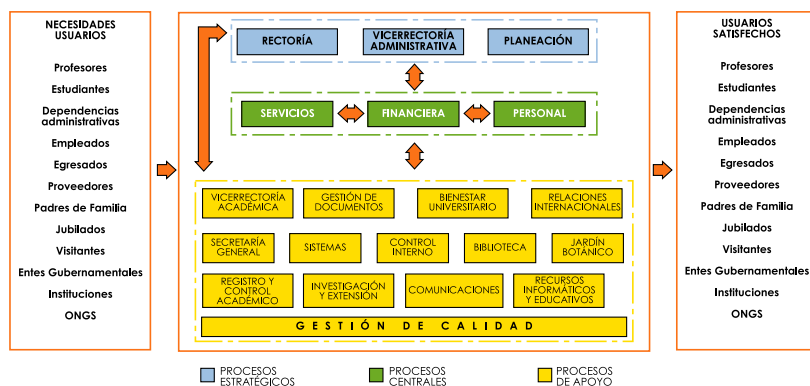 NECESIDADES
USUARIOS
Profesores
Estudiantes
Dependencias
administrativas
Empleados
Egresados
Proveedores
Padres de Familia
Jubilados
Visitantes
Entes Gubernamentales
Instituciones
ONGS
RECTORÍA
VICERRECTORÍA
ADMINISTRATIVA
PLANEACIÓN
SERVICIOS
FINANCIERA
PERSONAL
VICERRECTORÍA
ACADÉMICA
GESTIÓN DE
DOCUMENTOS
BIENESTAR
UNIVERSITARIO
RELACIONES
INTERNACIONALES
SECRETARÍA
GENERAL
SISTEMAS
CONTROL
INTERNO
BIBLIOTECA
JARDÍN
BOTÁNICO
REGISTRO Y
CONTROL
ACADÉMICO
INVESTIGACIÓN
Y EXTENSIÓN
COMUNICACIONES
RECURSOS
INFORMÁTICOS
Y EDUCATIVOS
GESTIÓN DE CALIDAD
USUARIOS
SATISFECHOS
Profesores
Estudiantes
Dependencias
administrativas
Empleados
Egresados
Proveedores
Padres de Familia
Jubilados
Visitantes
Entes Gubernamentales
Instituciones
ONGS
PROCESOS
ESTRATÉGICOS
PROCESOS
CENTRALES
PROCESOS
DE APOYO